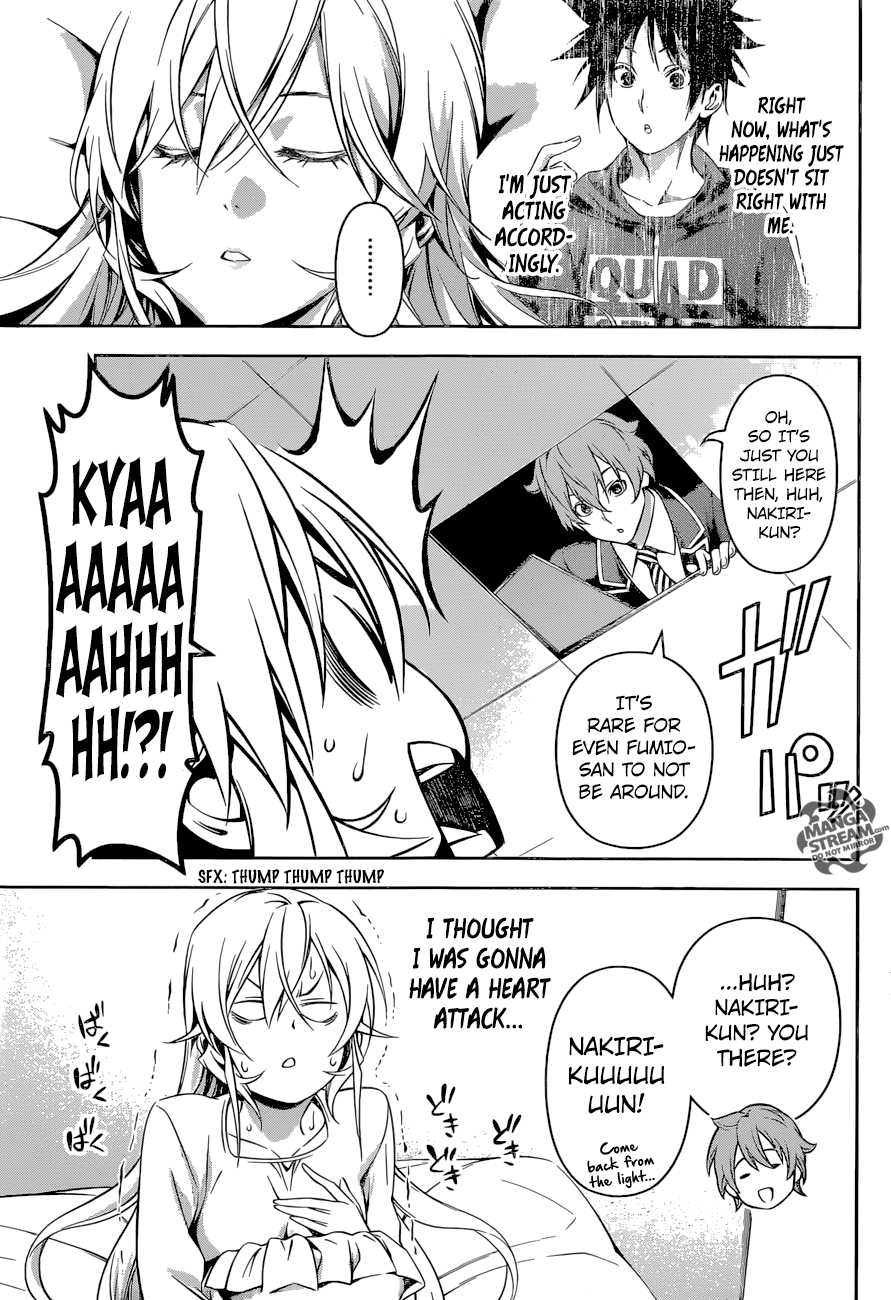 RIGHT
NOW, WHAT'S
HAPPENING JUST
DOESN'T SIT
RIGHT WITH
ME.
I'M JUST
ACTING
ACCORD-
INGLY.
QUAD
.........
OH,
SO IT'S
JUST YOU
STILL HERE
THEN, HUH,
NAKIRI-
KUN?
KYAA
AAAAA
AAHHH
HH!?!
IT'S
RARE FOR
EVEN FUMIO-
SAN TO NOT
BE AROUND.
ガパッ
MANGA
STREAM.com
DO NOT MIRROR
SFX: THUMP THUMP THUMP
...HUH?
NAKIRI-
KUN? YOU
THERE?
I THOUGHT
I WAS GONNA
HAVE A HEART
ATTACK...
NAKIRI-
KUUUUU
UUN!
Come
back from
the light...
どき
どき
どき
ばく
ばく
ばく